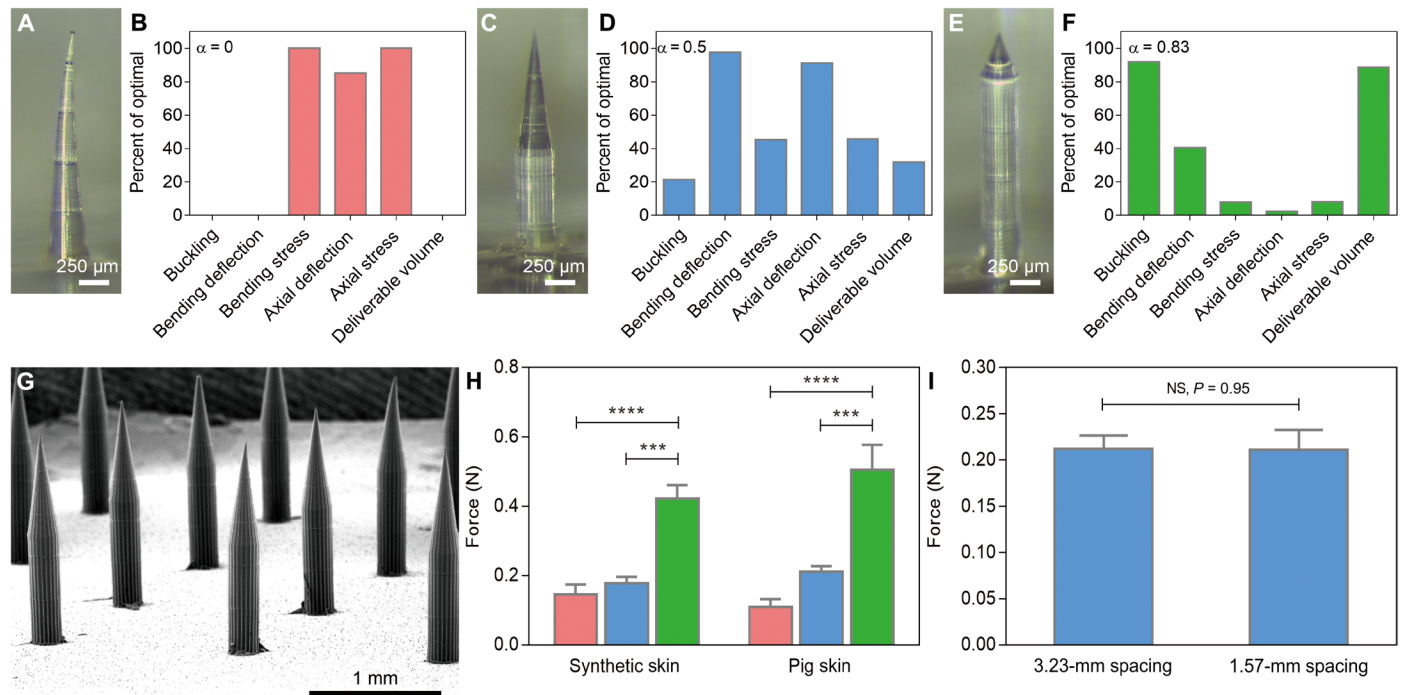 A
250 µm
B
α = 0
Percent of optimal
100
80
60
40
20
0
Buckling
Bending deflection
Bending stress
Axial deflection
Axial stress
Deliverable volume
C
250 µm
D
α = 0.5
Percent of optimal
100
80
60
40
20
0
Buckling
Bending deflection
Bending stress
Axial deflection
Axial stress
Deliverable volume
E
250 µm
F
α = 0.83
Percent of optimal
100
80
60
40
20
0
Buckling
Bending deflection
Bending stress
Axial deflection
Axial stress
Deliverable volume
G
1 mm
H
Force (N)
0.8
0.6
0.4
0.2
0.0
****
***
****
***
Synthetic skin
Pig skin
I
Force (N)
0.30
0.25
0.20
0.15
0.10
0.05
0.00
NS, P = 0.95
3.23-mm spacing
1.57-mm spacing